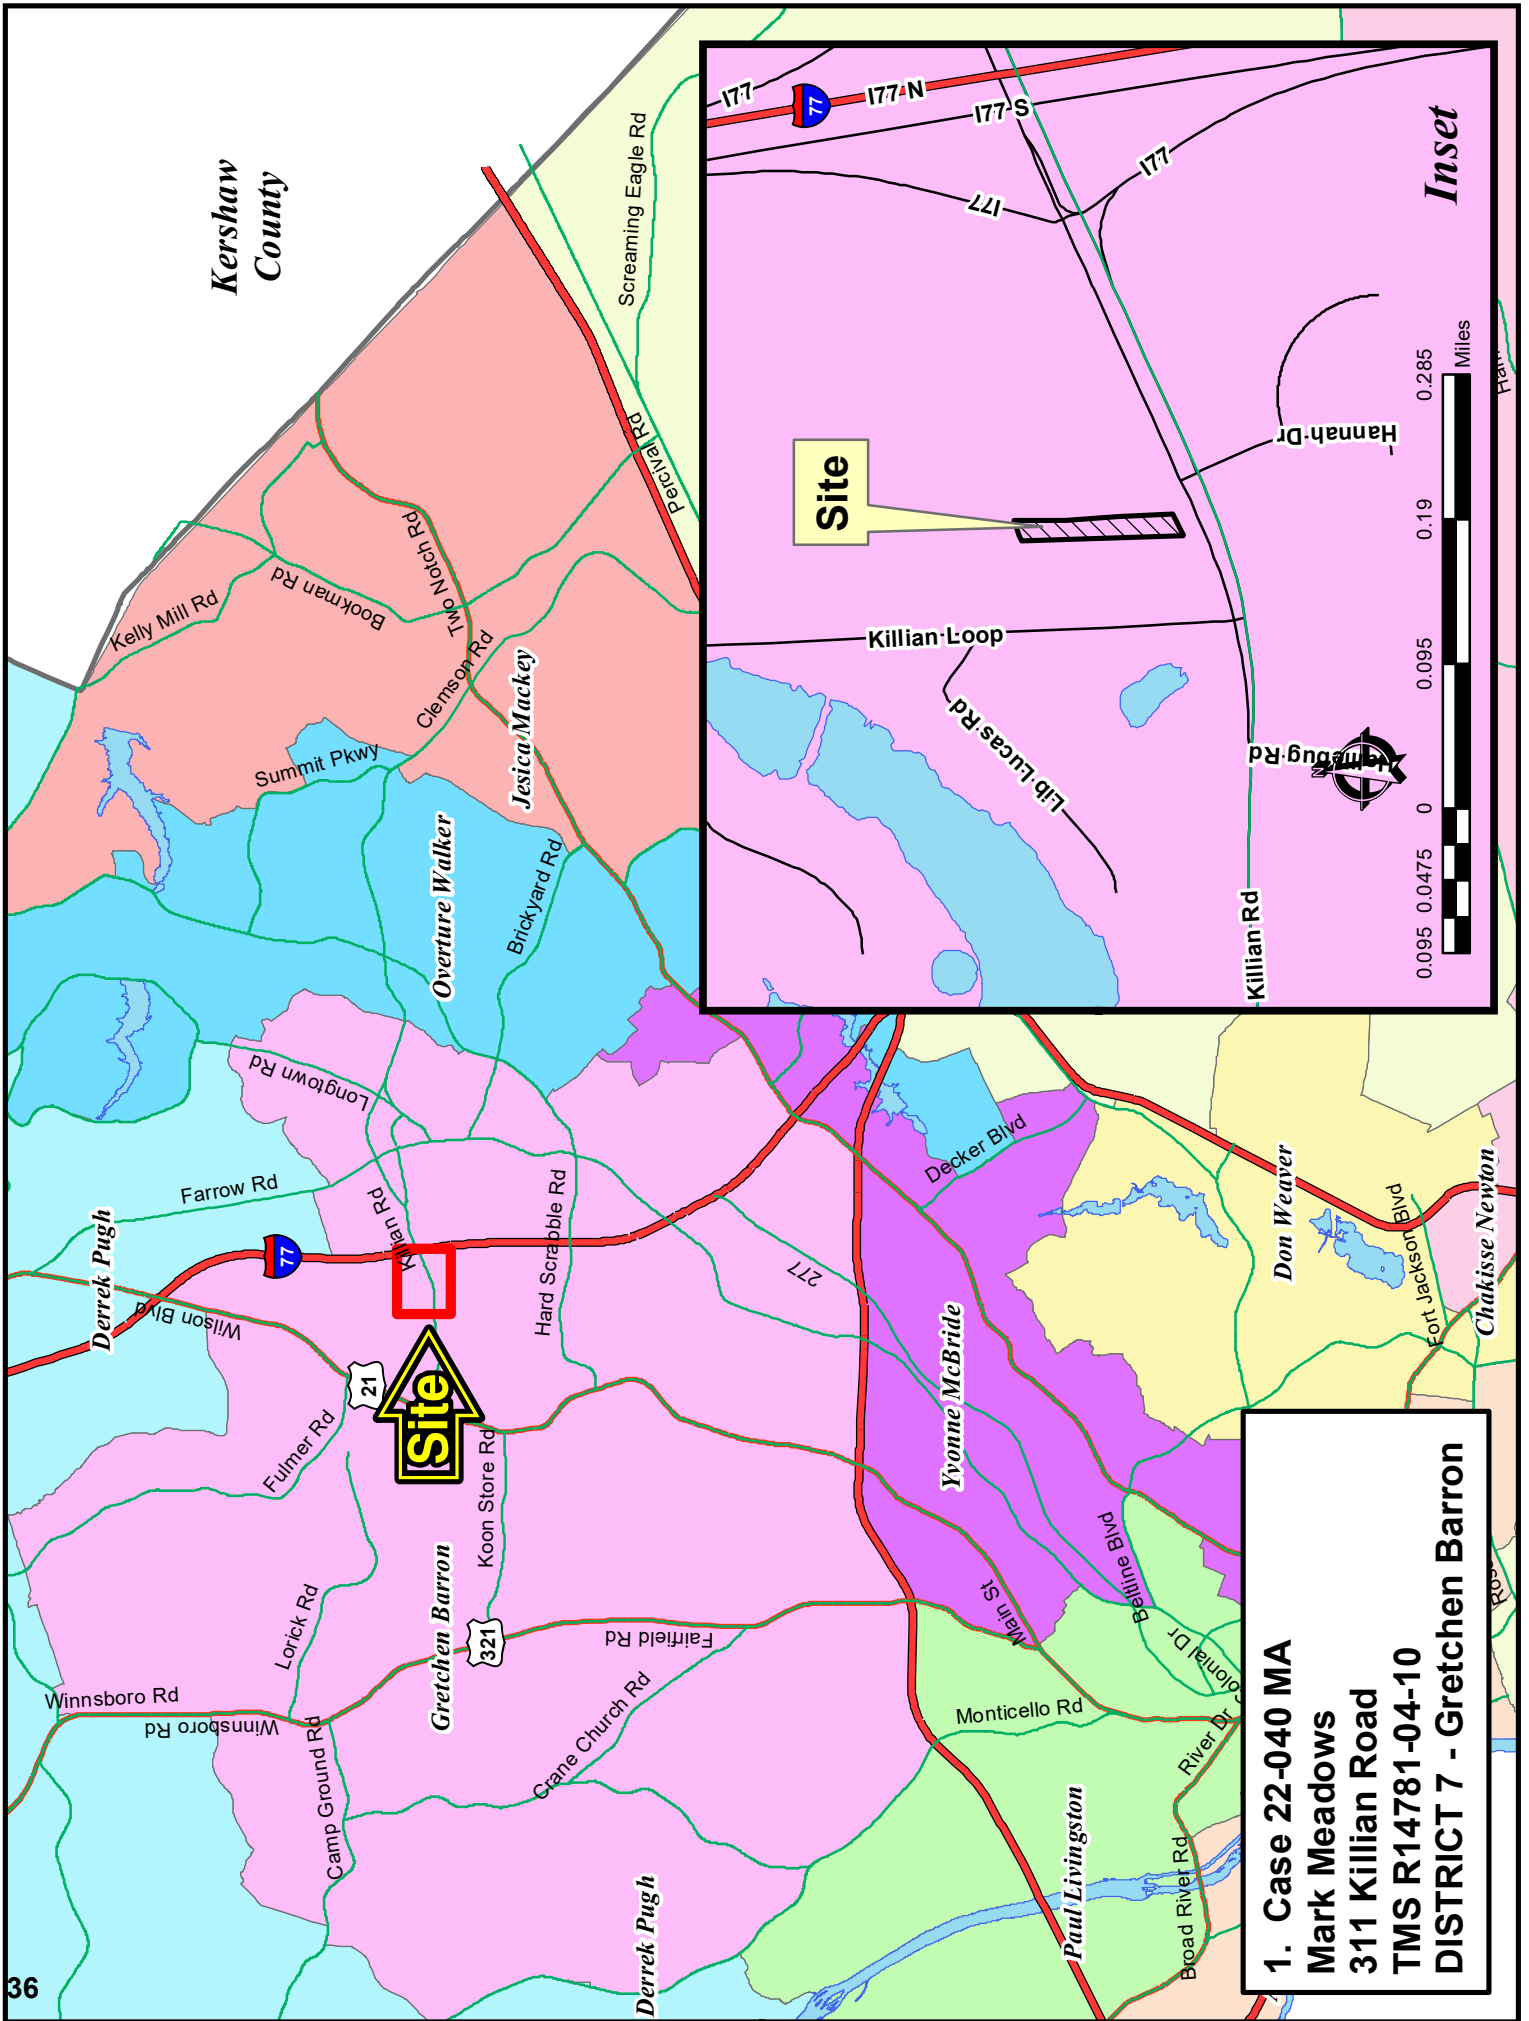 36
Kershaw
County
Screaming Eagle Rd
Percival Rd
Kelly Mill Rd
Bookman Rd
Two Notch Rd
Clemson Rd
Jesica Mackey
Summit Pkwy
Overture Walker
Brickyard Rd
Longtown Rd
Farrow Rd
Killian Rd
Derrek Pugh
77
Wilson Blvd
Hard Scrabble Rd
277
21
Site
Fulmer Rd
Koon Store Rd
Gretchen Barron
Lorick Rd
321
Fairfield Rd
Winnsboro Rd
Winnsboro Rd
Camp Ground Rd
Crane Church Rd
Derrek Pugh
Decker Blvd
Yvonne McBride
Don Weaver
Fort Jackson Blvd
Chakisse Newton
Beltline Blvd
Main St
Colonial Dr
Monticello Rd
River Dr
Paul Livingston
Broad River Rd
Inset
I77
77
I77 N
I77 S
I77
I77
Site
Killian Loop
Lib Lucas Rd
Hannah Dr
Killian Rd
0.095 0.0475 0 0.095 0.19 0.285
Miles
1. Case 22-040 MA
Mark Meadows
311 Killian Road
TMS R14781-04-10
DISTRICT 7 - Gretchen Barron